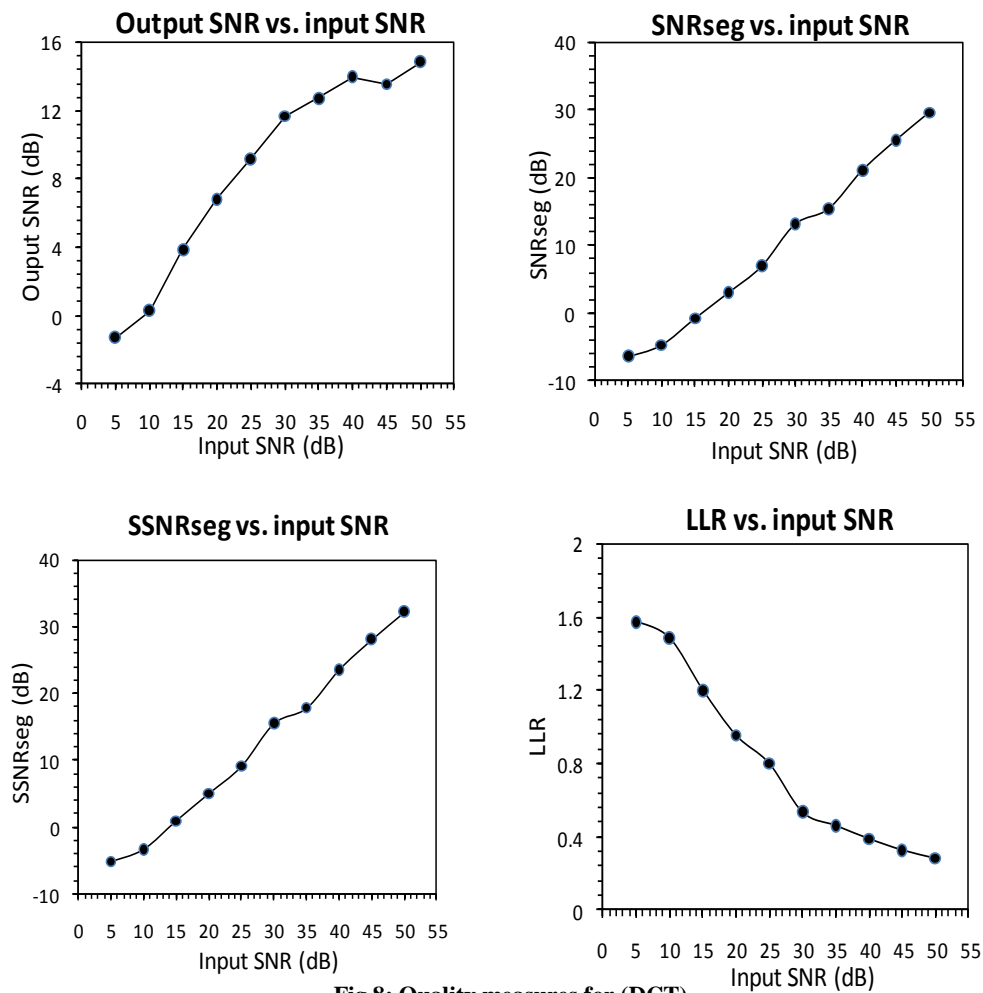 Output SNR vs. input SNR
16
12
8
4
0
-4
Ouput SNR (dB)
0 5 10 15 20 25 30 35 40 45 50 55
Input SNR (dB)
SNRseg vs. input SNR
40
30
20
10
0
-10
SNRseg (dB)
0 5 10 15 20 25 30 35 40 45 50 55
Input SNR (dB)
SSNRseg vs. input SNR
40
30
20
10
0
-10
SSNRseg (dB)
0 5 10 15 20 25 30 35 40 45 50 55
Input SNR (dB)
LLR vs. input SNR
2
1.6
1.2
0.8
0.4
0
LLR
0 5 10 15 20 25 30 35 40 45 50 55
Input SNR (dB)
Fig 8: Quality measures for (DCT)